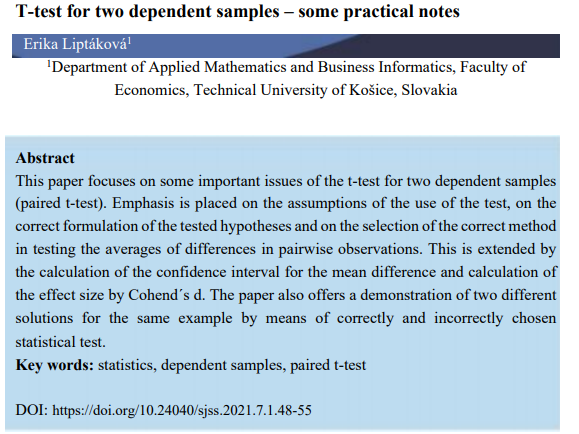 T-test for two dependent samples – some practical notes
Erika Liptáková1
1Department of Applied Mathematics and Business Informatics, Faculty of
Economics, Technical University of Košice, Slovakia
Abstract
This paper focuses on some important issues of the t-test for two dependent samples
(paired t-test). Emphasis is placed on the assumptions of the use of the test, on the
correct formulation of the tested hypotheses and on the selection of the correct method
in testing the averages of differences in pairwise observations. This is extended by
the calculation of the confidence interval for the mean difference and calculation of
the effect size by Cohend´s d. The paper also offers a demonstration of two different
solutions for the same example by means of correctly and incorrectly chosen
statistical test.
Key words: statistics, dependent samples, paired t-test
DOI: https://doi.org/10.24040/sjss.2021.7.1.48-55